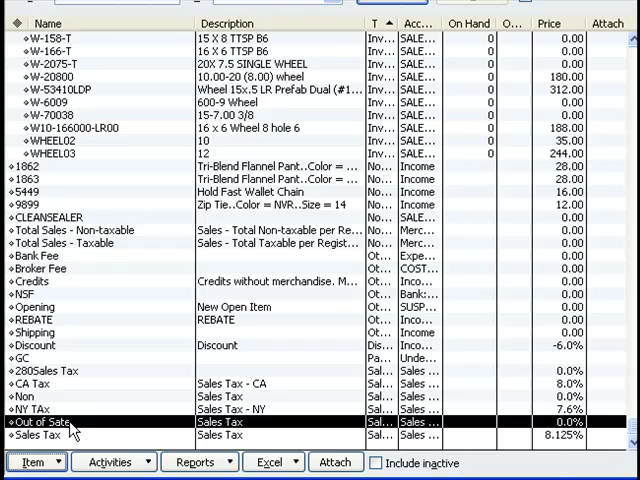 Name Description T Acc... On Hand O... Price Attach
W-158-T 15 X 8 TTSP B6 Inv... SALE... 0 0.00
W-166-T 16 X 6 TTSP B6 Inv... SALE... 0 0.00
W-2075-T 20X 7.5 SINGLE WHEEL Inv... SALE... 0 0.00
W-20800 10.00-20 (8.00) wheel Inv... SALE... 0 180.00
W-53410LDP Wheel 15x.5 LR Prefab Dual (#1... Inv... SALE... 0 312.00
W-6009 600-9 Wheel Inv... SALE... 0 0.00
W-70038 15-7.00 3/8 Inv... SALE... 0 0.00
W10-166000-LR00 16 x 6 Wheel 8 hole 6 Inv... SALE... 0 188.00
WHEEL02 10 Inv... SALE... 0 35.00
WHEEL03 12 Inv... SALE... 0 244.00
1862 Tri-Blend Flannel Pant..Color = ... No... Income 28.00
1863 Tri-Blend Flannel Pant..Color = ... No... Income 28.00
5449 Hold Fast Wallet Chain No... Income 16.00
9899 Zip Tie..Color = NVR..Size = 14 No... Income 12.00
CLEANSEALER No... SALE... 0.00
Total Sales - Non-taxable Sales - Total Non-taxable per Re... No... Merc... 0.00
Total Sales - Taxable Sales - Total Taxable per Regist... No... Merc... 0.00
Bank Fee Ot... Expe... 0.00
Broker Fee Ot... COST... 0.00
Credits Credits without merchandise. M... Ot... Inco... 0.00
NSF Ot... Bank:... 0.00
Opening New Open Item Ot... SUSP... 0.00
REBATE REBATE Ot... Inco... 0.00
Shipping Ot... Inco... 0.00
Discount Discount Dis... Inco... -6.0%
GC Pa... Unde...
280Sales Tax Sal... Sales ... 0.0%
CA Tax Sales Tax - CA Sal... Sales ... 8.0%
Non Sales Tax Sal... Sales ... 0.0%
NY TAx Sales Tax - NY Sal... Sales ... 7.6%
Out of Sate Sales Tax Sal... Sales ... 0.0%
Sales Tax Sales Tax Sal... Sales ... 8.125%
Item Activities Reports Excel Attach Include inactive